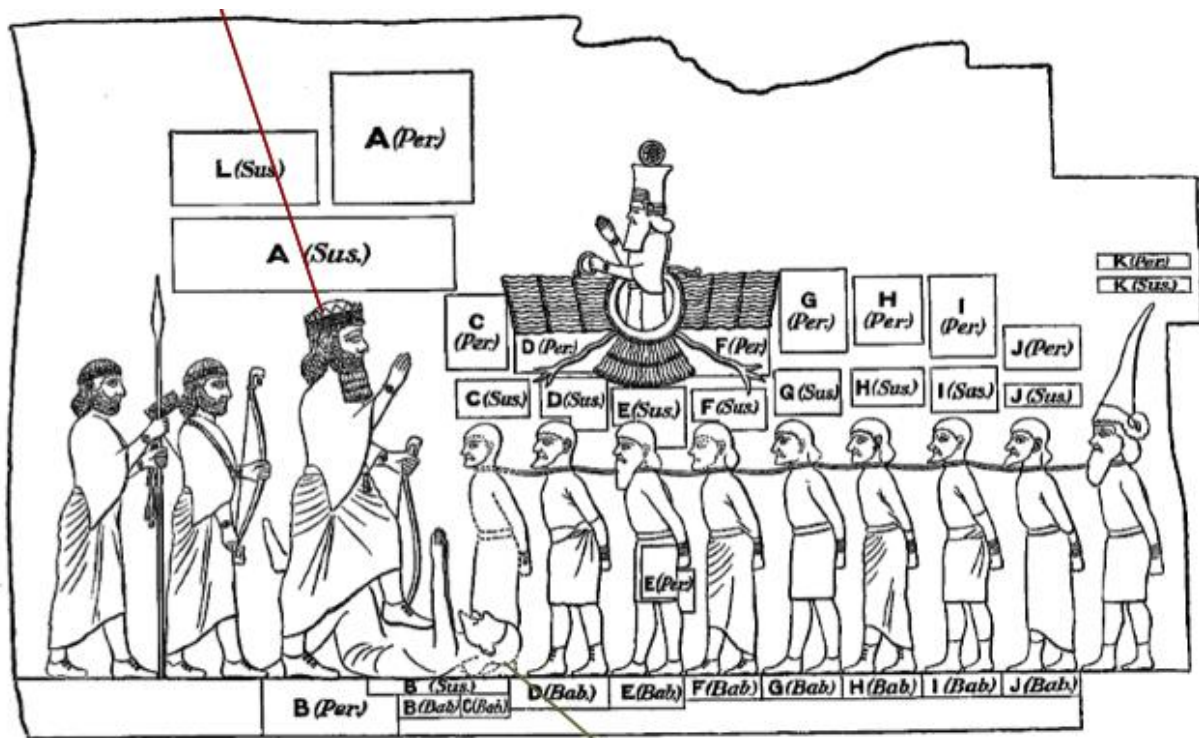 A (Per.)
L (Sus)
A (Sus.)
K (Per.)
K (Sus.)
C
(Per.)
D (Per.)
F (Per.)
G
(Per.)
H
(Per.)
I
(Per.)
J (Per.)
C (Sus.)
D (Sus.)
E (Sus.)
F (Sus.)
G (Sus)
H (Sus.)
I (Sus.)
J (Sus.)
E (Per.)
B (Per.)
B (Sus.)
B (Bab)
C (Bab.)
D (Bab.)
E (Bab.)
F (Bab.)
G (Bab.)
H (Bab.)
I (Bab.)
J (Bab.)